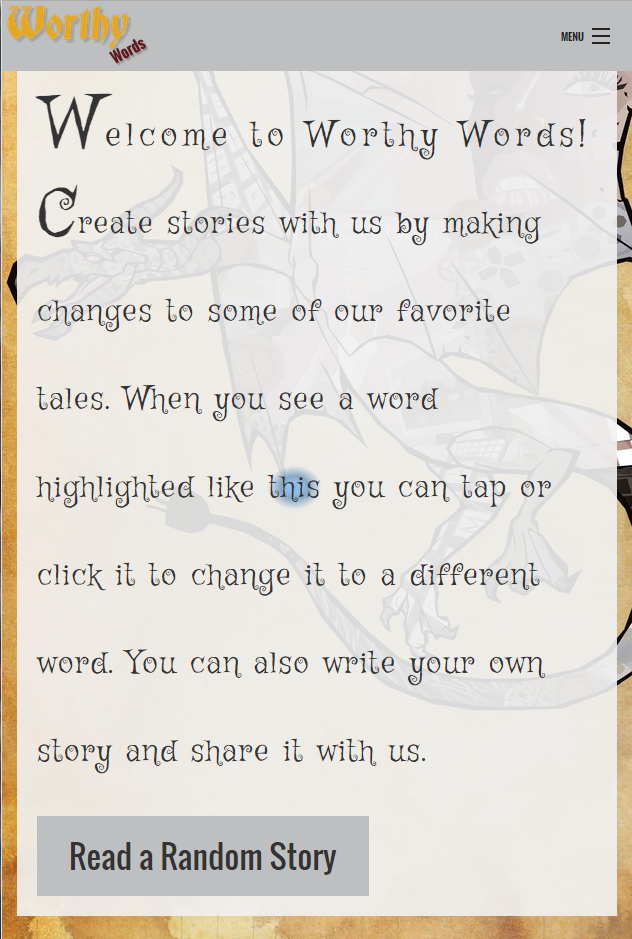 Worthy
Words
MENU
Welcome to Worthy Words!
Create stories with us by making
changes to some of our favorite
tales. When you see a word
highlighted like this you can tap or
click it to change it to a different
word. You can also write your own
story and share it with us.
Read a Random Story